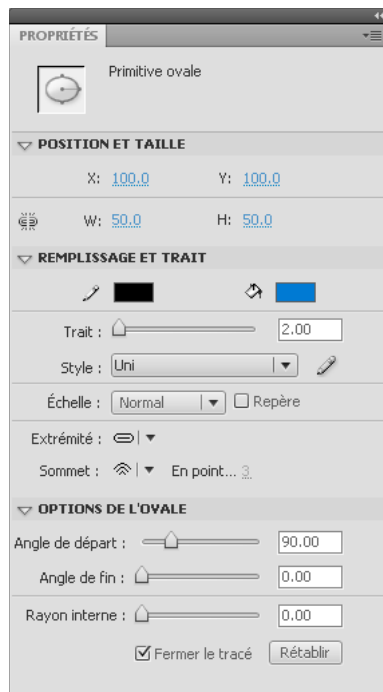 PROPRIÉTÉS
Primitive ovale
POSITION ET TAILLE
X: 100.0 Y: 100.0
W: 50.0 H: 50.0
REMPLISSAGE ET TRAIT
Trait : 2.00
Style : Uni
Échelle : Normal Repère
Extrémité :
Sommet : En point... 3
OPTIONS DE L'OVALE
Angle de départ : 90.00
Angle de fin : 0.00
Rayon interne : 0.00
Fermer le tracé Rétablir